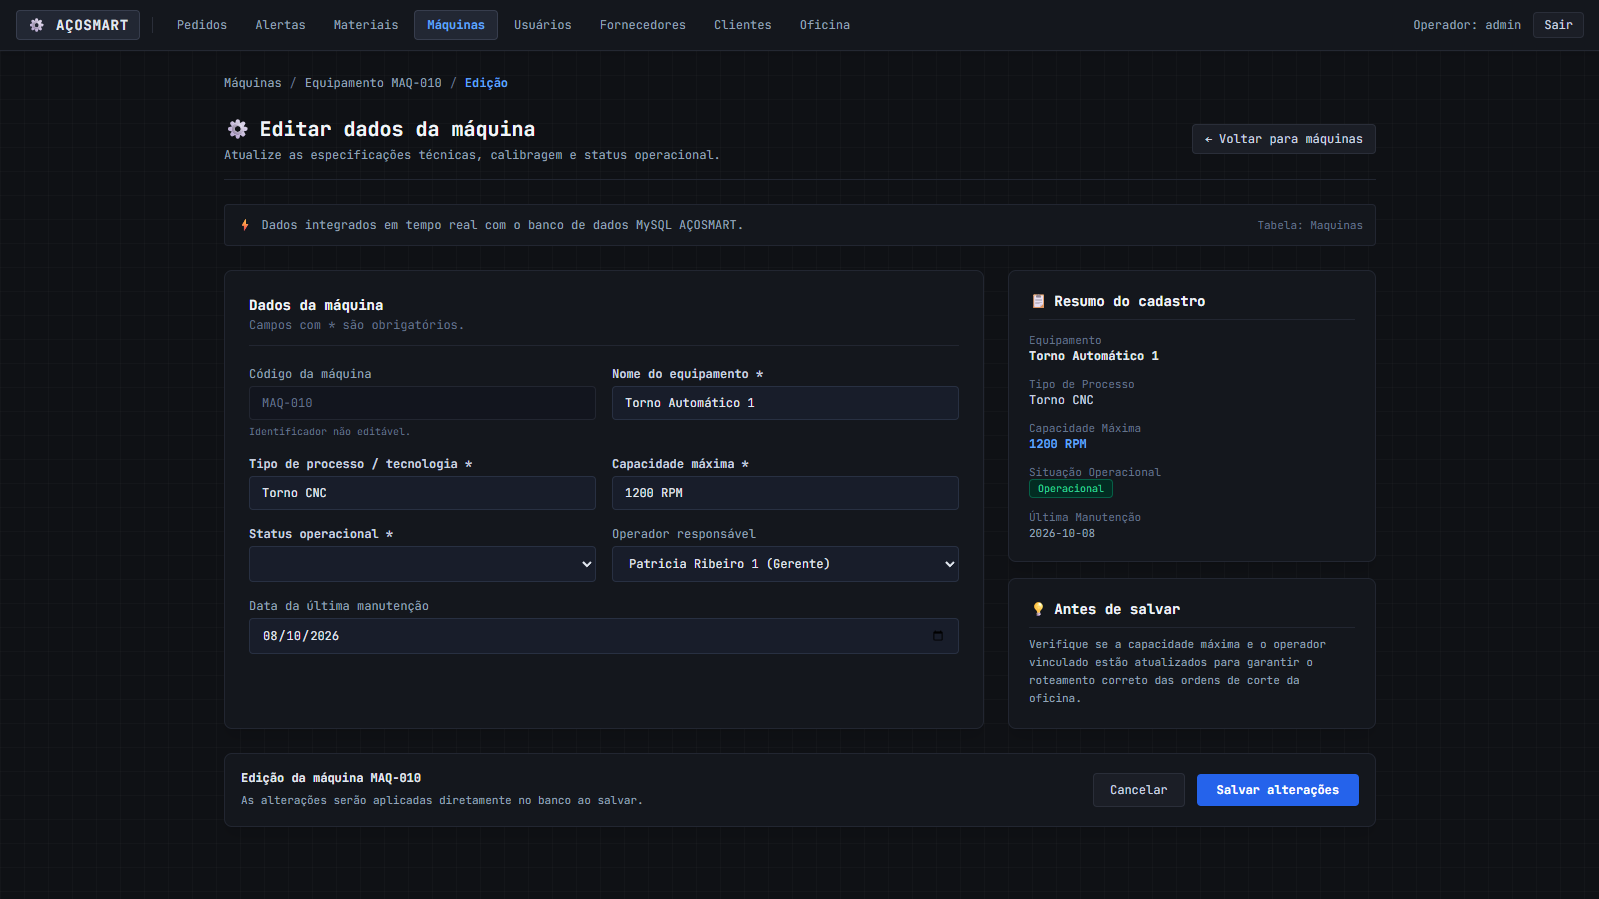 AÇOSMART
Pedidos Alertas Materiais Máquinas Usuários Fornecedores Clientes Oficina
Operador: admin Sair
Máquinas / Equipamento MAQ-010 / Edição
Editar dados da máquina
Atualize as especificações técnicas, calibragem e status operacional.
← Voltar para máquinas
Dados integrados em tempo real com o banco de dados MySQL AÇOSMART.
Tabela: Maquinas
Dados da máquina
Campos com * são obrigatórios.
Código da máquina
MAQ-010
Identificador não editável.
Nome do equipamento *
Torno Automático 1
Tipo de processo / tecnologia *
Torno CNC
Capacidade máxima *
1200 RPM
Status operacional *
Operador responsável
Patricia Ribeiro 1 (Gerente)
Data da última manutenção
08/10/2026
Resumo do cadastro
Equipamento
Torno Automático 1
Tipo de Processo
Torno CNC
Capacidade Máxima
1200 RPM
Situação Operacional
Operacional
Última Manutenção
2026-10-08
Antes de salvar
Verifique se a capacidade máxima e o operador
vinculado estão atualizados para garantir o
roteamento correto das ordens de corte da
oficina.
Edição da máquina MAQ-010
As alterações serão aplicadas diretamente no banco ao salvar.
Cancelar
Salvar alterações